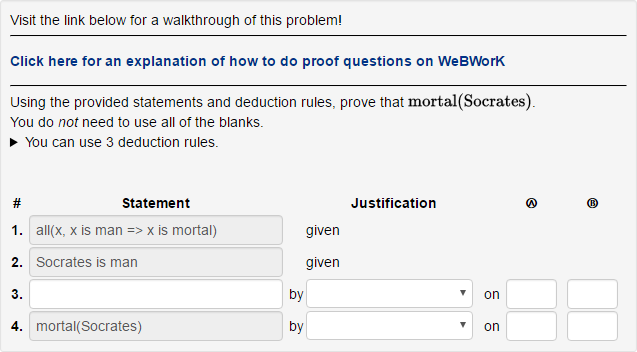 Visit the link below for a walkthrough of this problem!
Click here for an explanation of how to do proof questions on WeBWorK
Using the provided statements and deduction rules, prove that mortal(Socrates).
You do not need to use all of the blanks.
▶ You can use 3 deduction rules.
# Statement Justification Ⓐ Ⓑ
1. all(x, x is man => x is mortal) given
2. Socrates is man given
3. by ▼ on
4. mortal(Socrates) by ▼ on